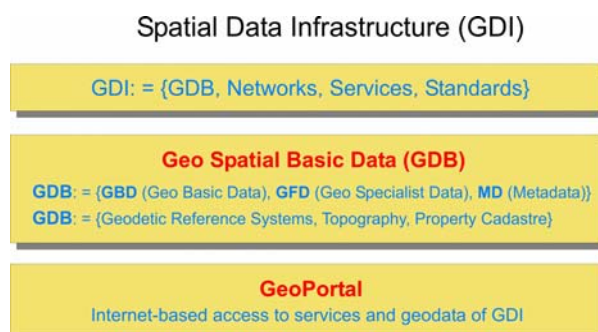 Spatial Data Infrastructure (GDI)
GDI: = {GDB, Networks, Services, Standards}
Geo Spatial Basic Data (GDB)
GDB: = {GBD (Geo Basic Data), GFD (Geo Specialist Data), MD (Metadata)}
GDB: = {Geodetic Reference Systems, Topography, Property Cadastre}
GeoPortal
Internet-based access to services and geodata of GDI